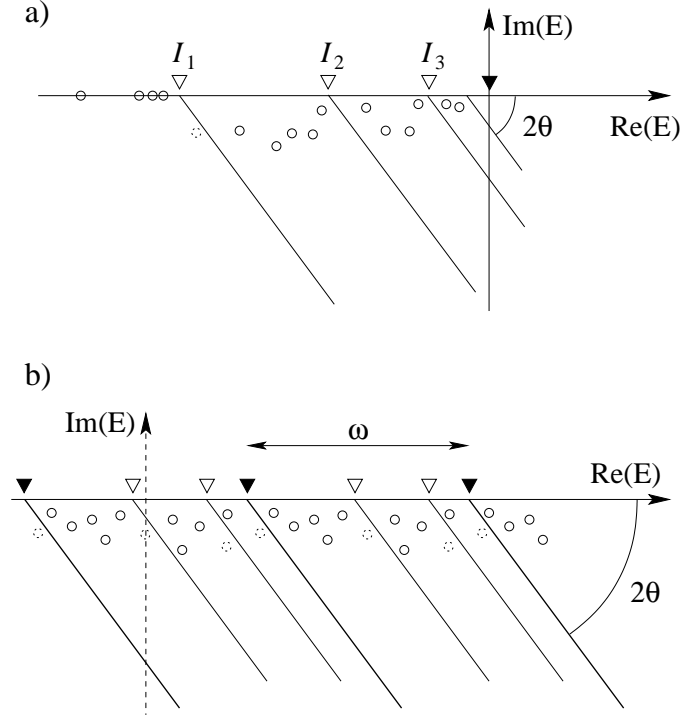 a)
Im(E)
I₁ I₂ I₃
2θ
Re(E)
b)
Im(E)
ω
Re(E)
2θ